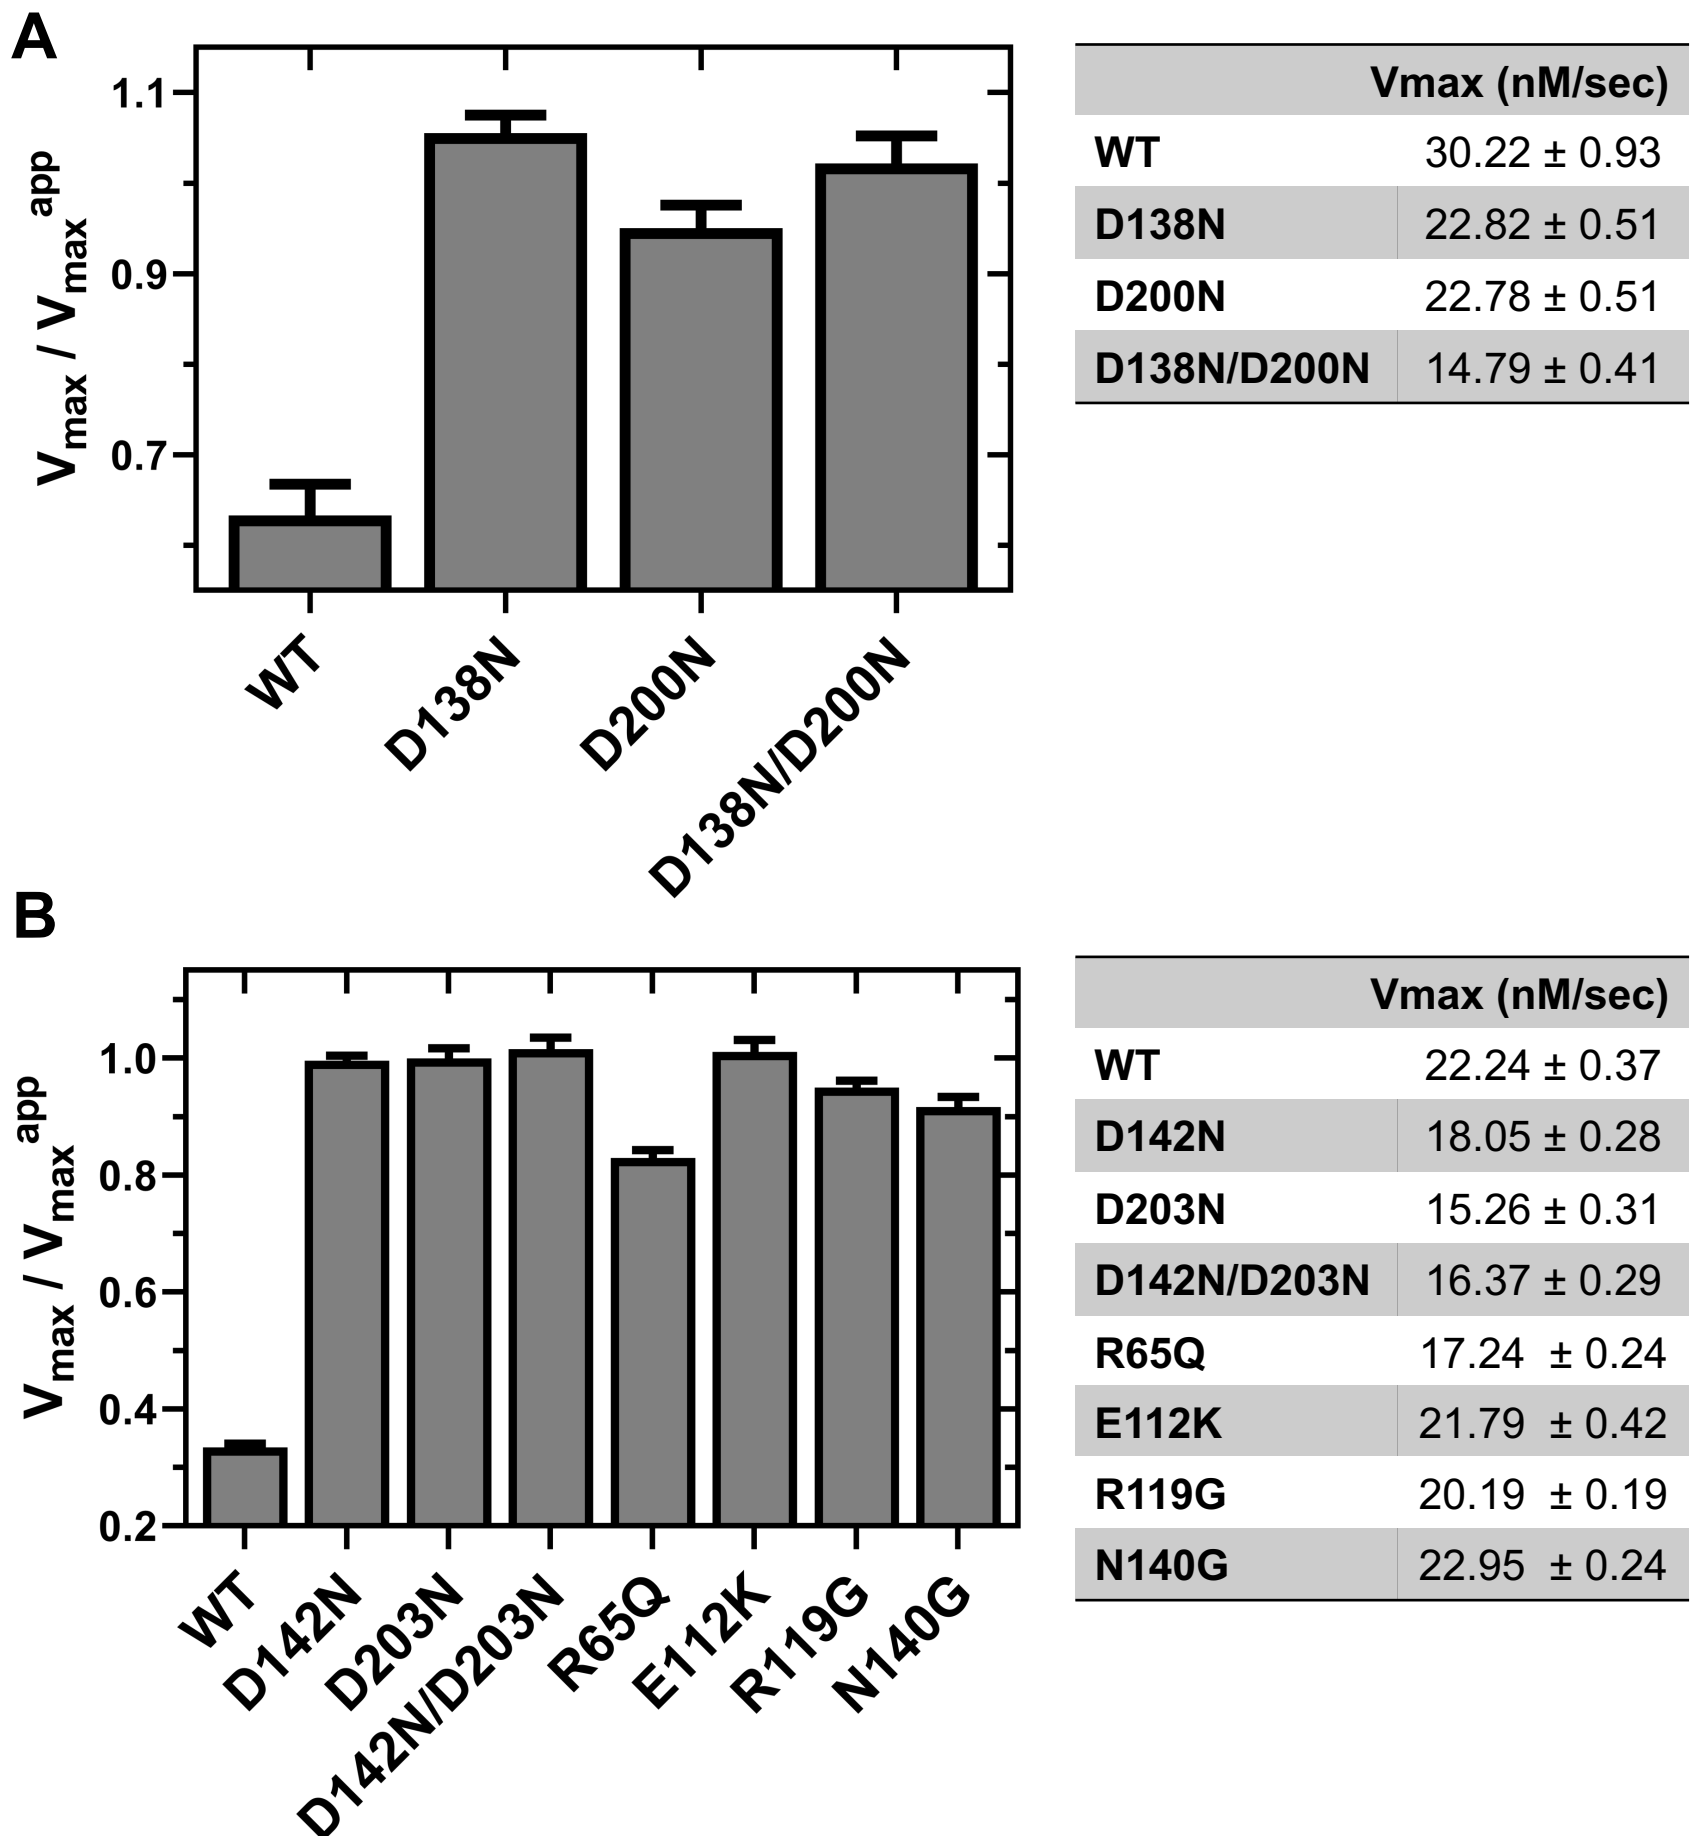 A
Vmax / Vmax^app
1.1
0.9
0.7
WT
D138N
D200N
D138N/D200N
Vmax (nM/sec)
WT 30.22 ± 0.93
D138N 22.82 ± 0.51
D200N 22.78 ± 0.51
D138N/D200N 14.79 ± 0.41
B
Vmax / Vmax^app
1.0
0.8
0.6
0.4
0.2
WT
D142N
D203N
D142N/D203N
R65Q
E112K
R119G
N140G
Vmax (nM/sec)
WT 22.24 ± 0.37
D142N 18.05 ± 0.28
D203N 15.26 ± 0.31
D142N/D203N 16.37 ± 0.29
R65Q 17.24 ± 0.24
E112K 21.79 ± 0.42
R119G 20.19 ± 0.19
N140G 22.95 ± 0.24